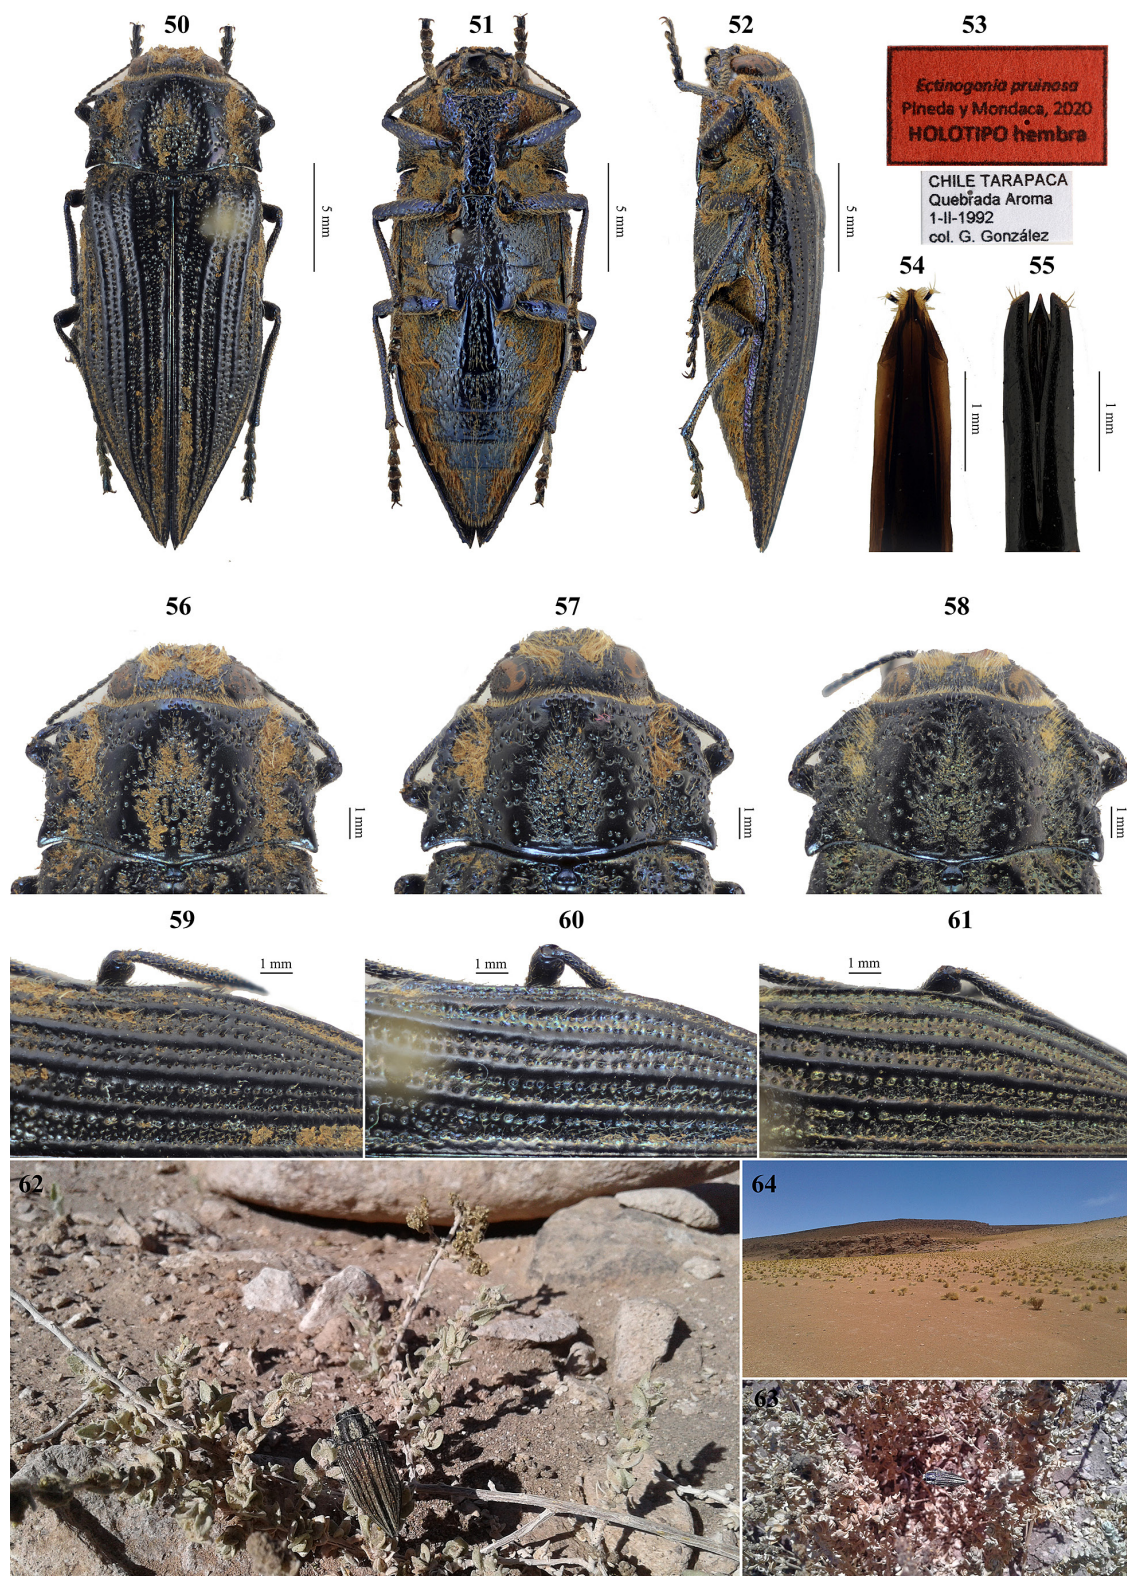 50
51
52
53
Ectinogonia pruinosa
Pineda y Mondaca, 2020
HOLOTIPO hembra
CHILE TARAPACA
Quebrada Aroma
1-II-1992
col. G. González
5 mm
5 mm
5 mm
54
55
1 mm
1 mm
56
57
58
1 mm
1 mm
1 mm
59
60
61
1 mm
1 mm
1 mm
62
64
63